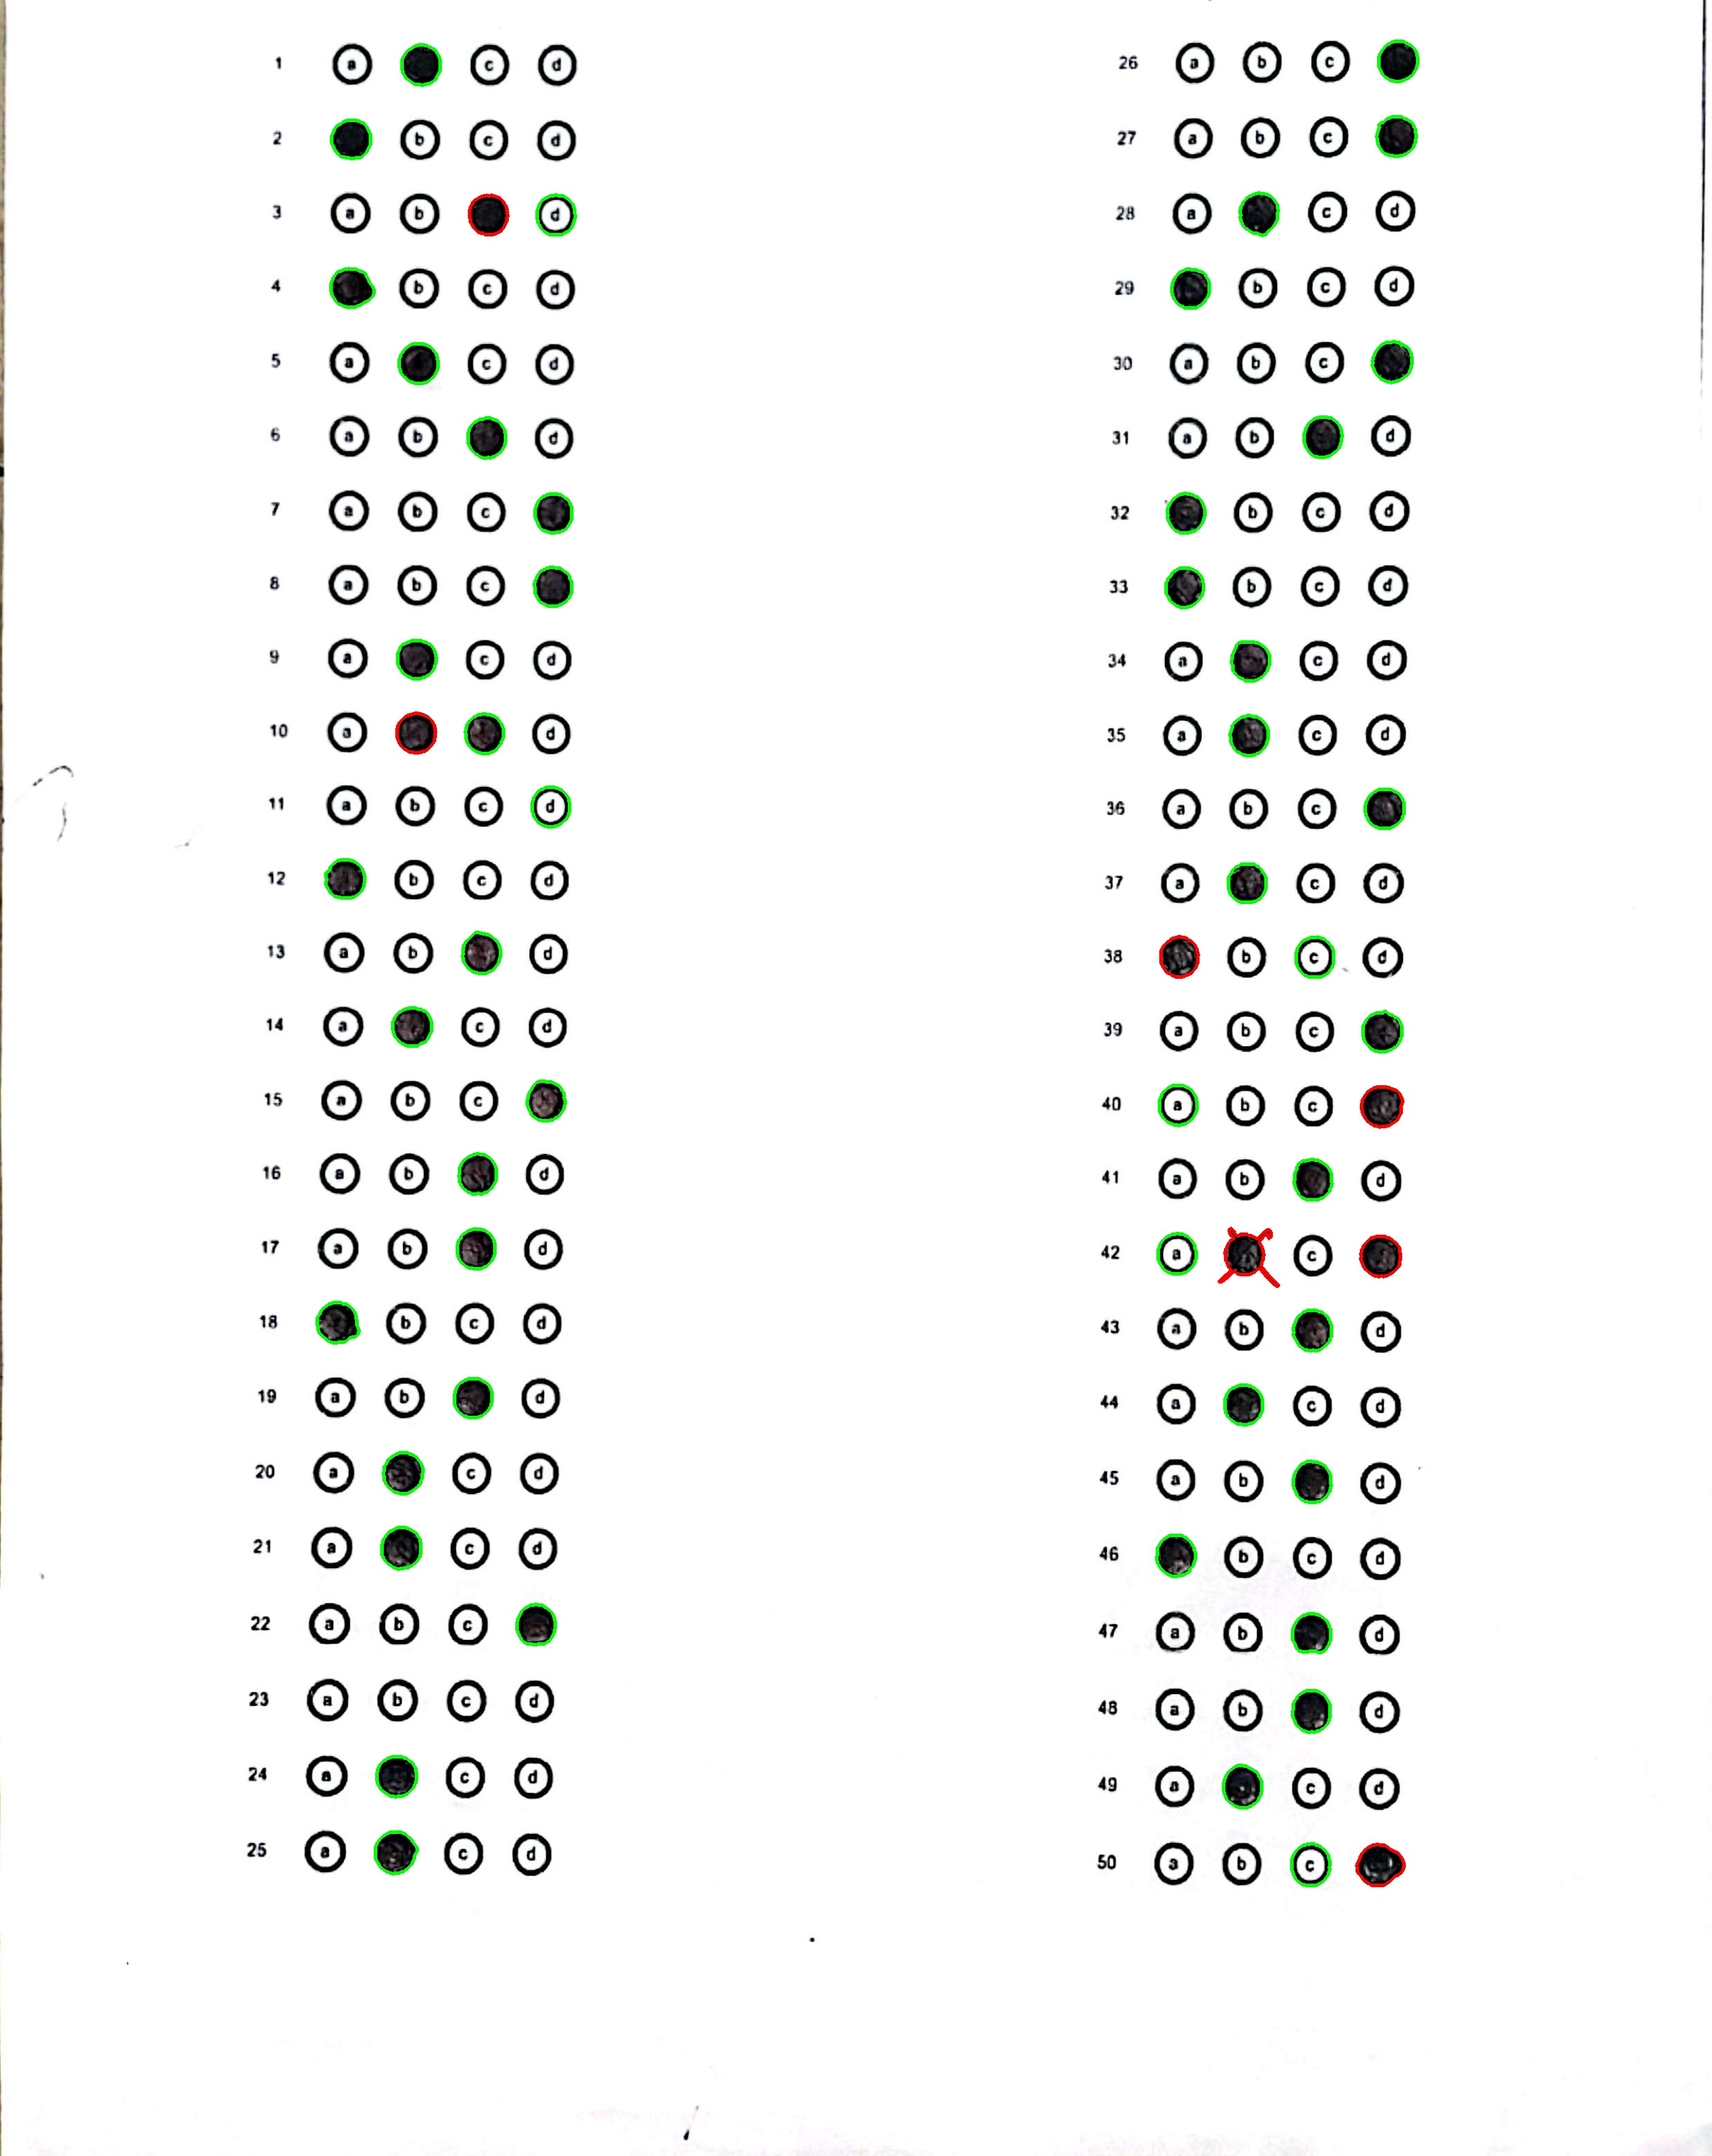 1 a c d
2 b c d
3 a b d
4 b c d
5 a c d
6 a b d
7 a b c
8 a b c
9 a c d
10 a d
11 a b c d
12 b c d
13 a b d
14 a c d
15 a b c
16 a b d
17 a b d
18 b c d
19 a b d
20 a c d
21 a c d
22 a b c
23 a b c d
24 a c d
25 a c d
26 a b c
27 a b c
28 a c d
29 b c d
30 a b c
31 a b d
32 b c d
33 b c d
34 a c d
35 a c d
36 a b c
37 a c d
38 b c d
39 a b c
40 a b c
41 a b d
42 a c
43 a b d
44 a c d
45 a b d
46 b c d
47 a b d
48 a b d
49 a c d
50 a b c